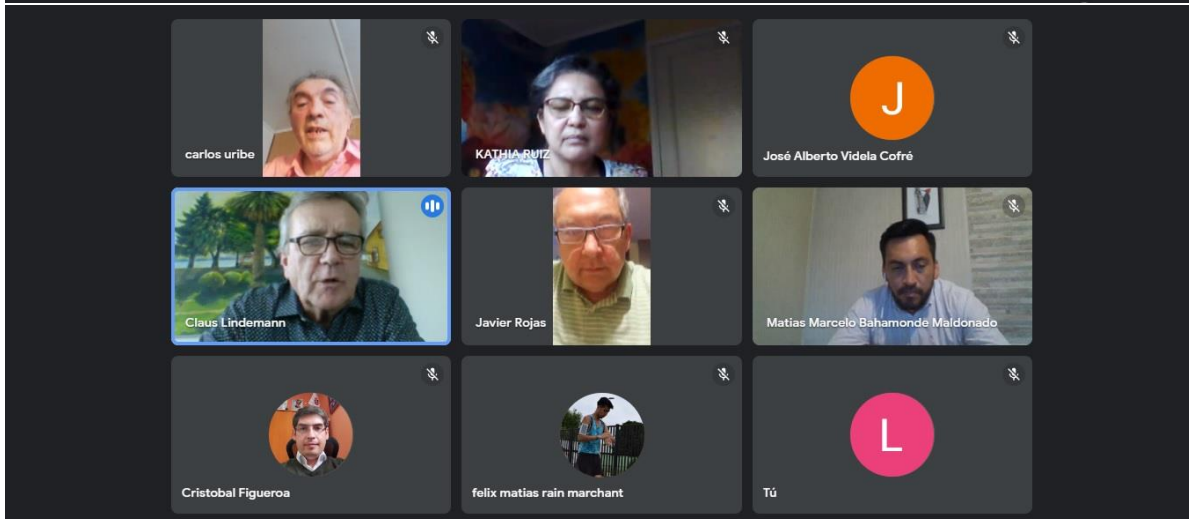 carlos uribe
KATHIA RUIZ
J
José Alberto Videla Cofré
Claus Lindemann
Javier Rojas
Matias Marcelo Bahamonde Maldonado
Cristobal Figueroa
felix matias rain marchant
L
Tú